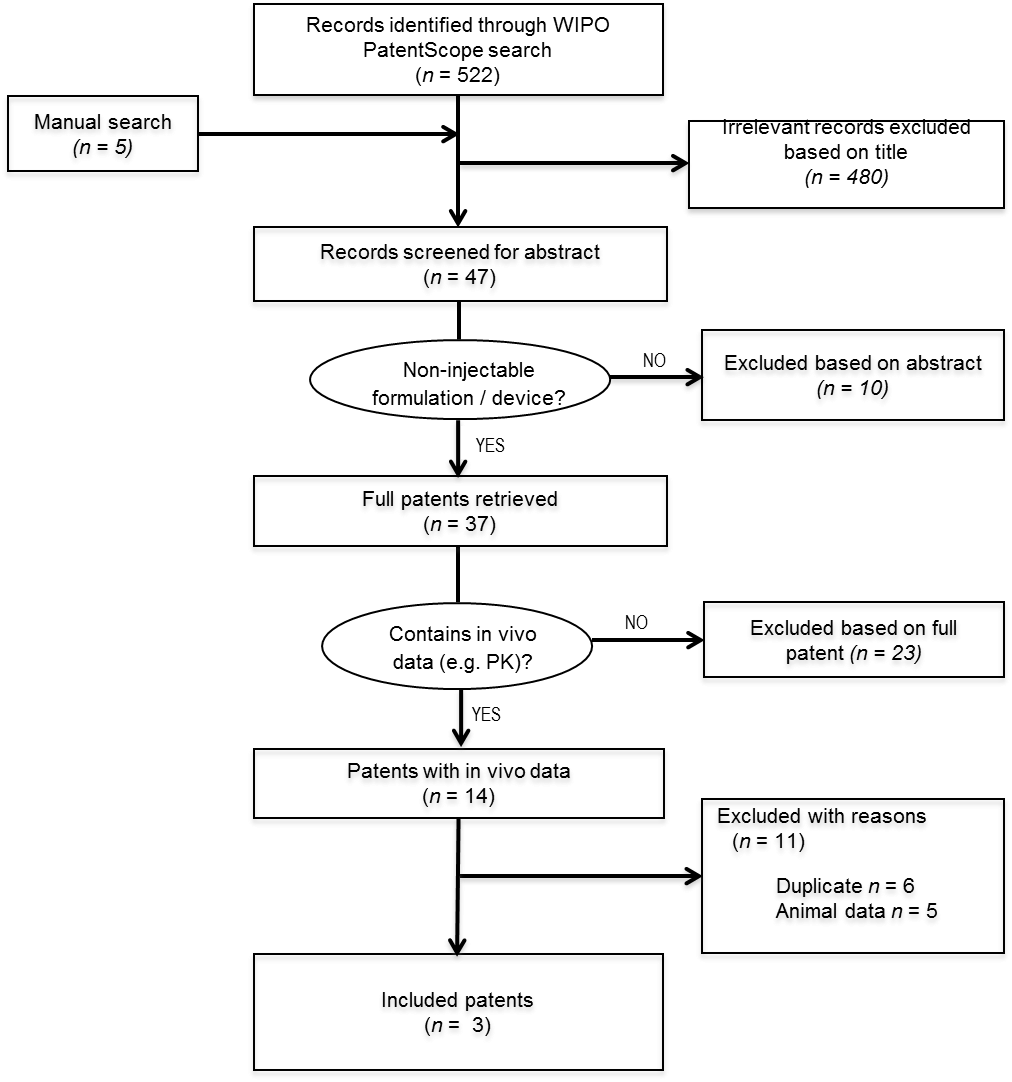 Records identified through WIPO
PatentScope search
(n = 522)
Manual search
(n = 5)
Irrelevant records excluded
based on title
(n = 480)
Records screened for abstract
(n = 47)
Non-injectable
formulation / device?
NO
Excluded based on abstract
(n = 10)
YES
Full patents retrieved
(n = 37)
Contains in vivo
data (e.g. PK)?
NO
Excluded based on full
patent (n = 23)
YES
Patents with in vivo data
(n = 14)
Excluded with reasons
(n = 11)
Duplicate n = 6
Animal data n = 5
Included patents
(n = 3)